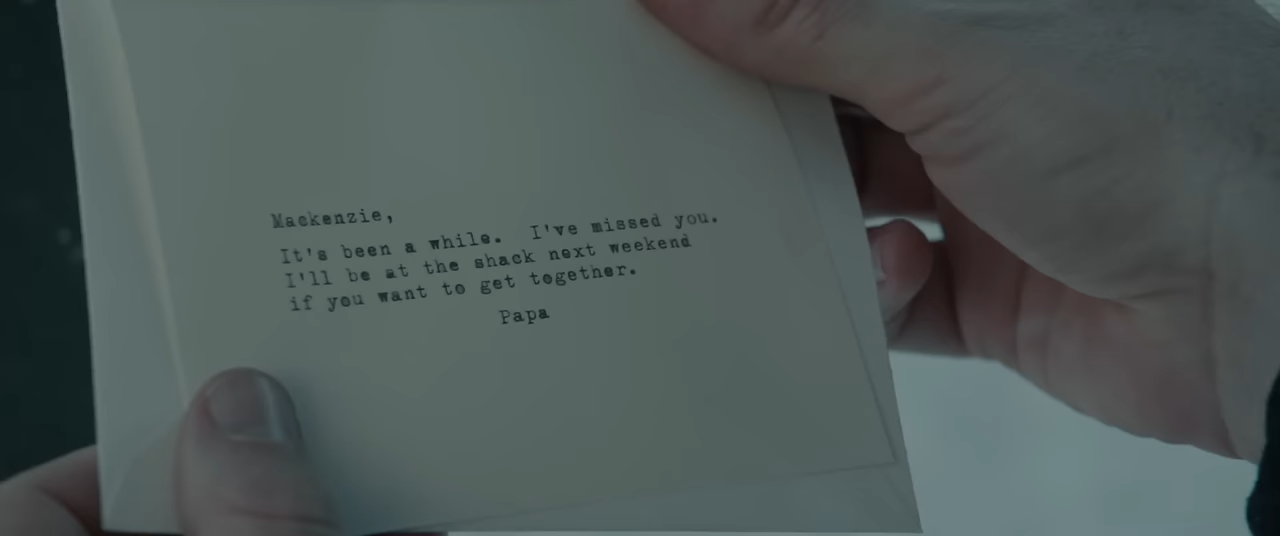 Mackenzie,
It's been a while.  I've missed you.
I'll be at the shack next weekend
if you want to get together.
Papa